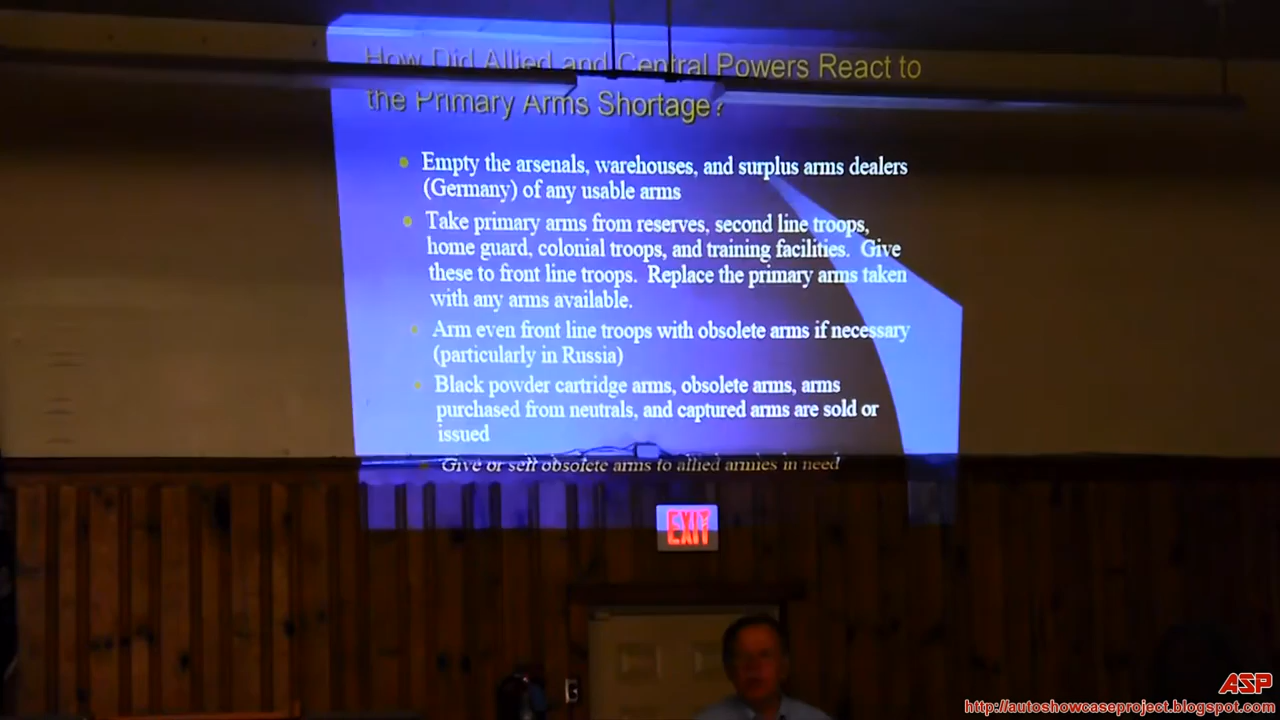 How Did Allied and Central Powers React to
the Primary Arms Shortage?
Empty the arsenals, warehouses, and surplus arms dealers
(Germany) of any usable arms
Take primary arms from reserves, second line troops,
home guard, colonial troops, and training facilities. Give
these to front line troops. Replace the primary arms taken
with any arms available.
Arm even front line troops with obsolete arms if necessary
(particularly in Russia)
Black powder cartridge arms, obsolete arms, arms
purchased from neutrals, and captured arms are sold or
issued
Give or sell obsolete arms to allied armies in need
EXIT
ASP
http://autoshowcaseproject.blogspot.com